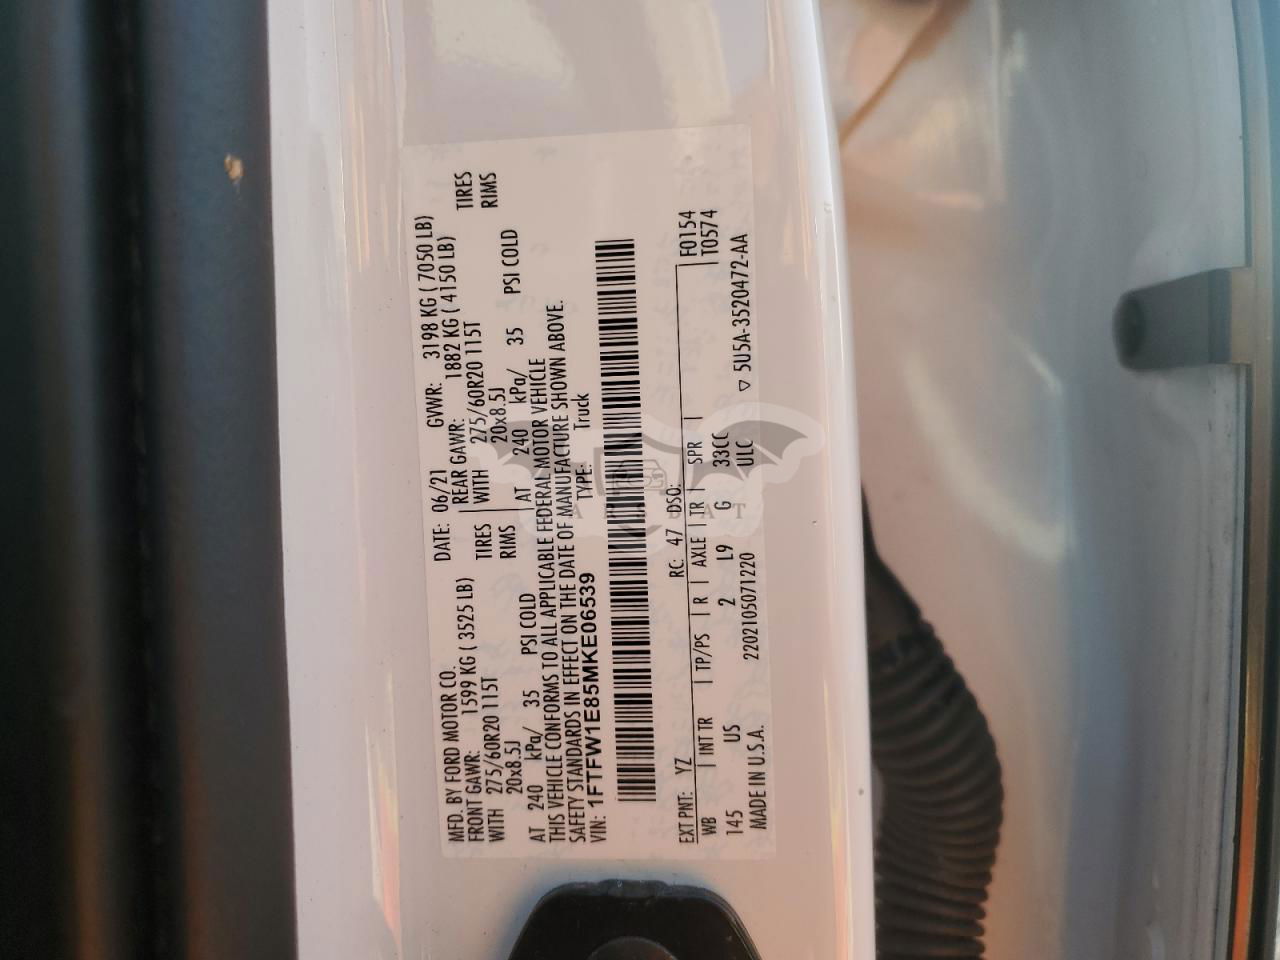 MFD. BY FORD MOTOR CO.
DATE: 06/21 GVWR: 3198 KG ( 7050 LB)
FRONT GAWR: 1599 KG ( 3525 LB) REAR GAWR: 1882 KG ( 4150 LB)
WITH 275/60R20 115T TIRES WITH 275/60R20 115T TIRES
20x8.5J RIMS 20x8.5J RIMS
AT 240 kPa/ 35 PSI COLD AT 240 kPa/ 35 PSI COLD
THIS VEHICLE CONFORMS TO ALL APPLICABLE FEDERAL MOTOR VEHICLE
SAFETY STANDARDS IN EFFECT ON THE DATE OF MANUFACTURE SHOWN ABOVE.
VIN: 1FTFW1E85MKE06539 TYPE: Truck
EXT PNT: YZ RC: 47 DSO: F0154
WB INT TR TP/PS R AXLE TR SPR T0574
145 US 2 L9 G 33CC
MADE IN U.S.A. 2202105071220 ULC ▽ 5U5A-3520472-AA